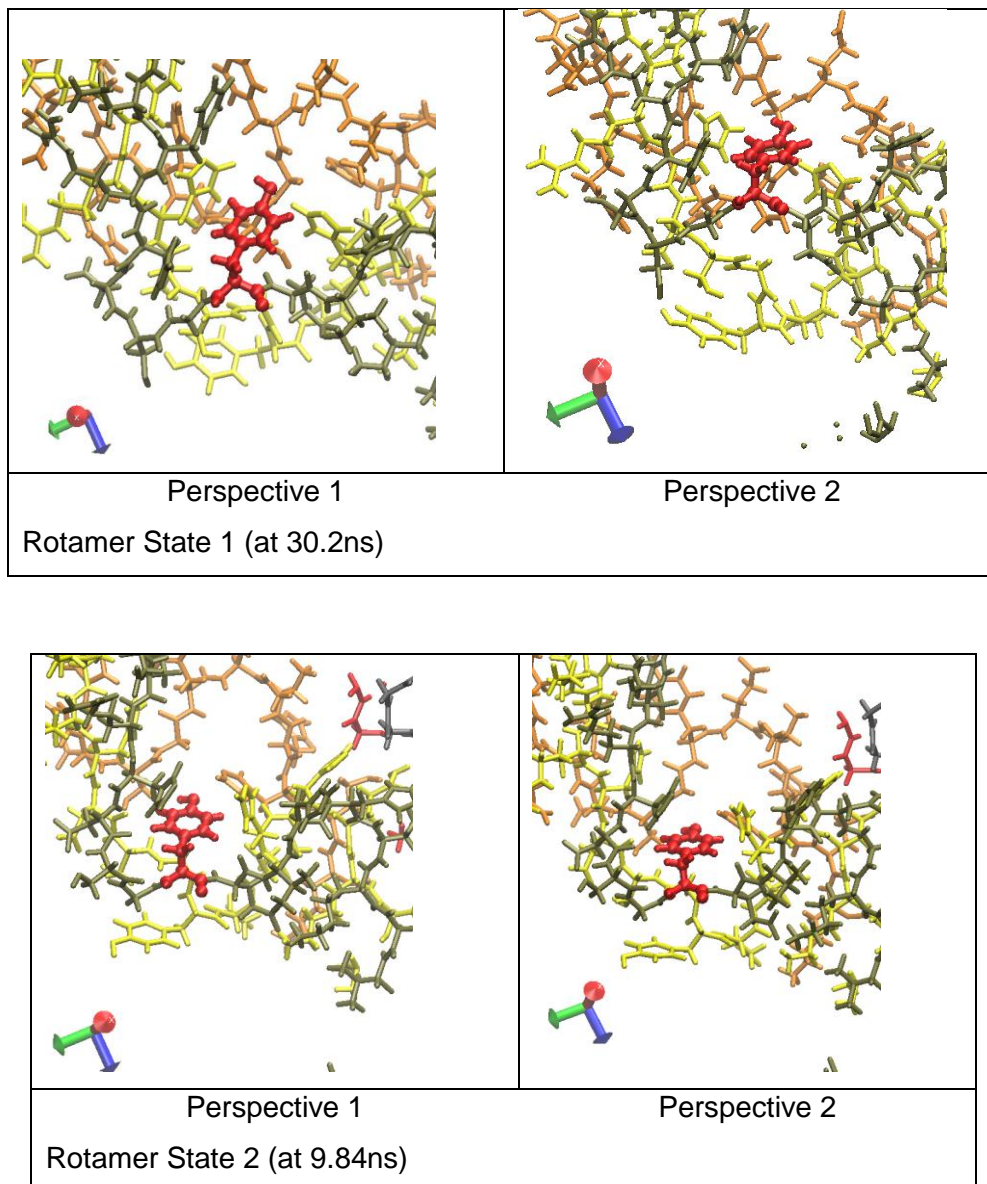 Perspective 1
Perspective 2
Rotamer State 1 (at 30.2ns)
Perspective 1
Perspective 2
Rotamer State 2 (at 9.84ns)